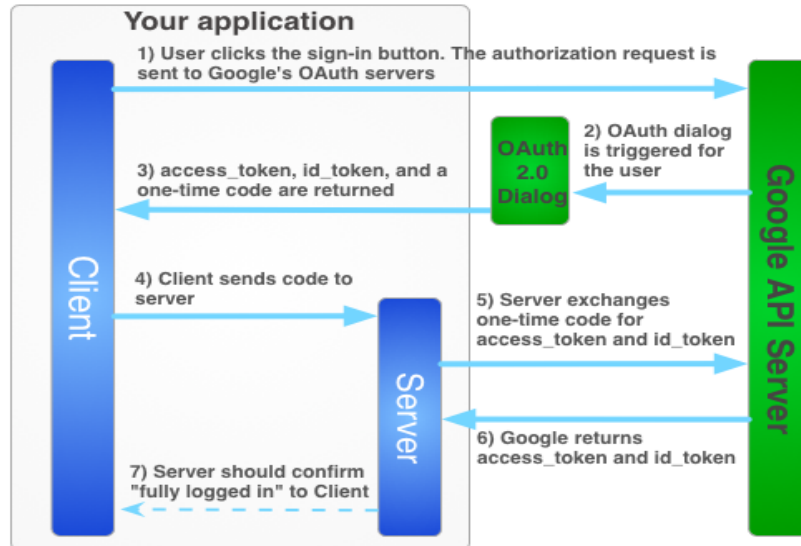 Your application
1) User clicks the sign-in button. The authorization request is
sent to Google's OAuth servers
2) OAuth dialog
is triggered for
the user
OAuth
2.0
Dialog
3) access_token, id_token, and a
one-time code are returned
Client
4) Client sends code to
server
Server
5) Server exchanges
one-time code for
access_token and id_token
6) Google returns
access_token and id_token
7) Server should confirm
"fully logged in" to Client
Google API Server